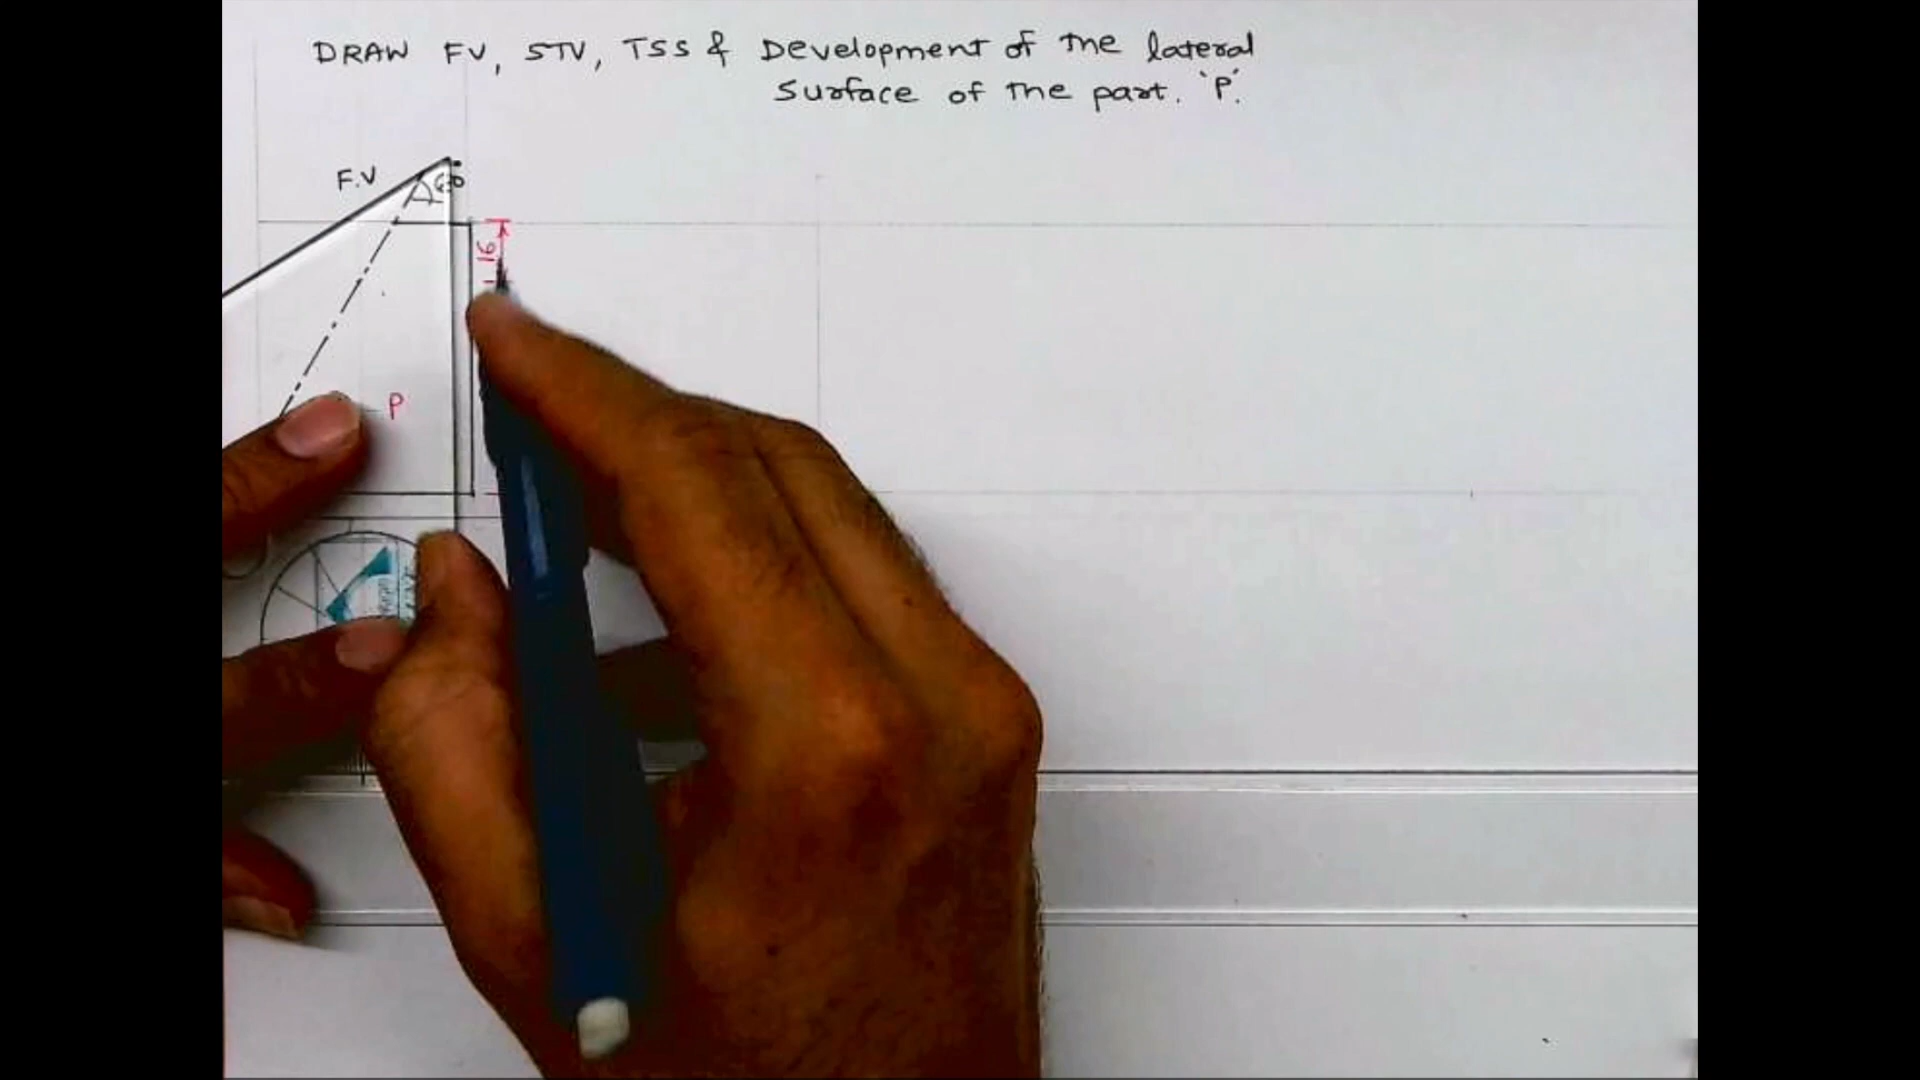 DRAW FV, STV, TSS & Development of the lateral
Surface of the part. 'P'.
F.V
60
16
P